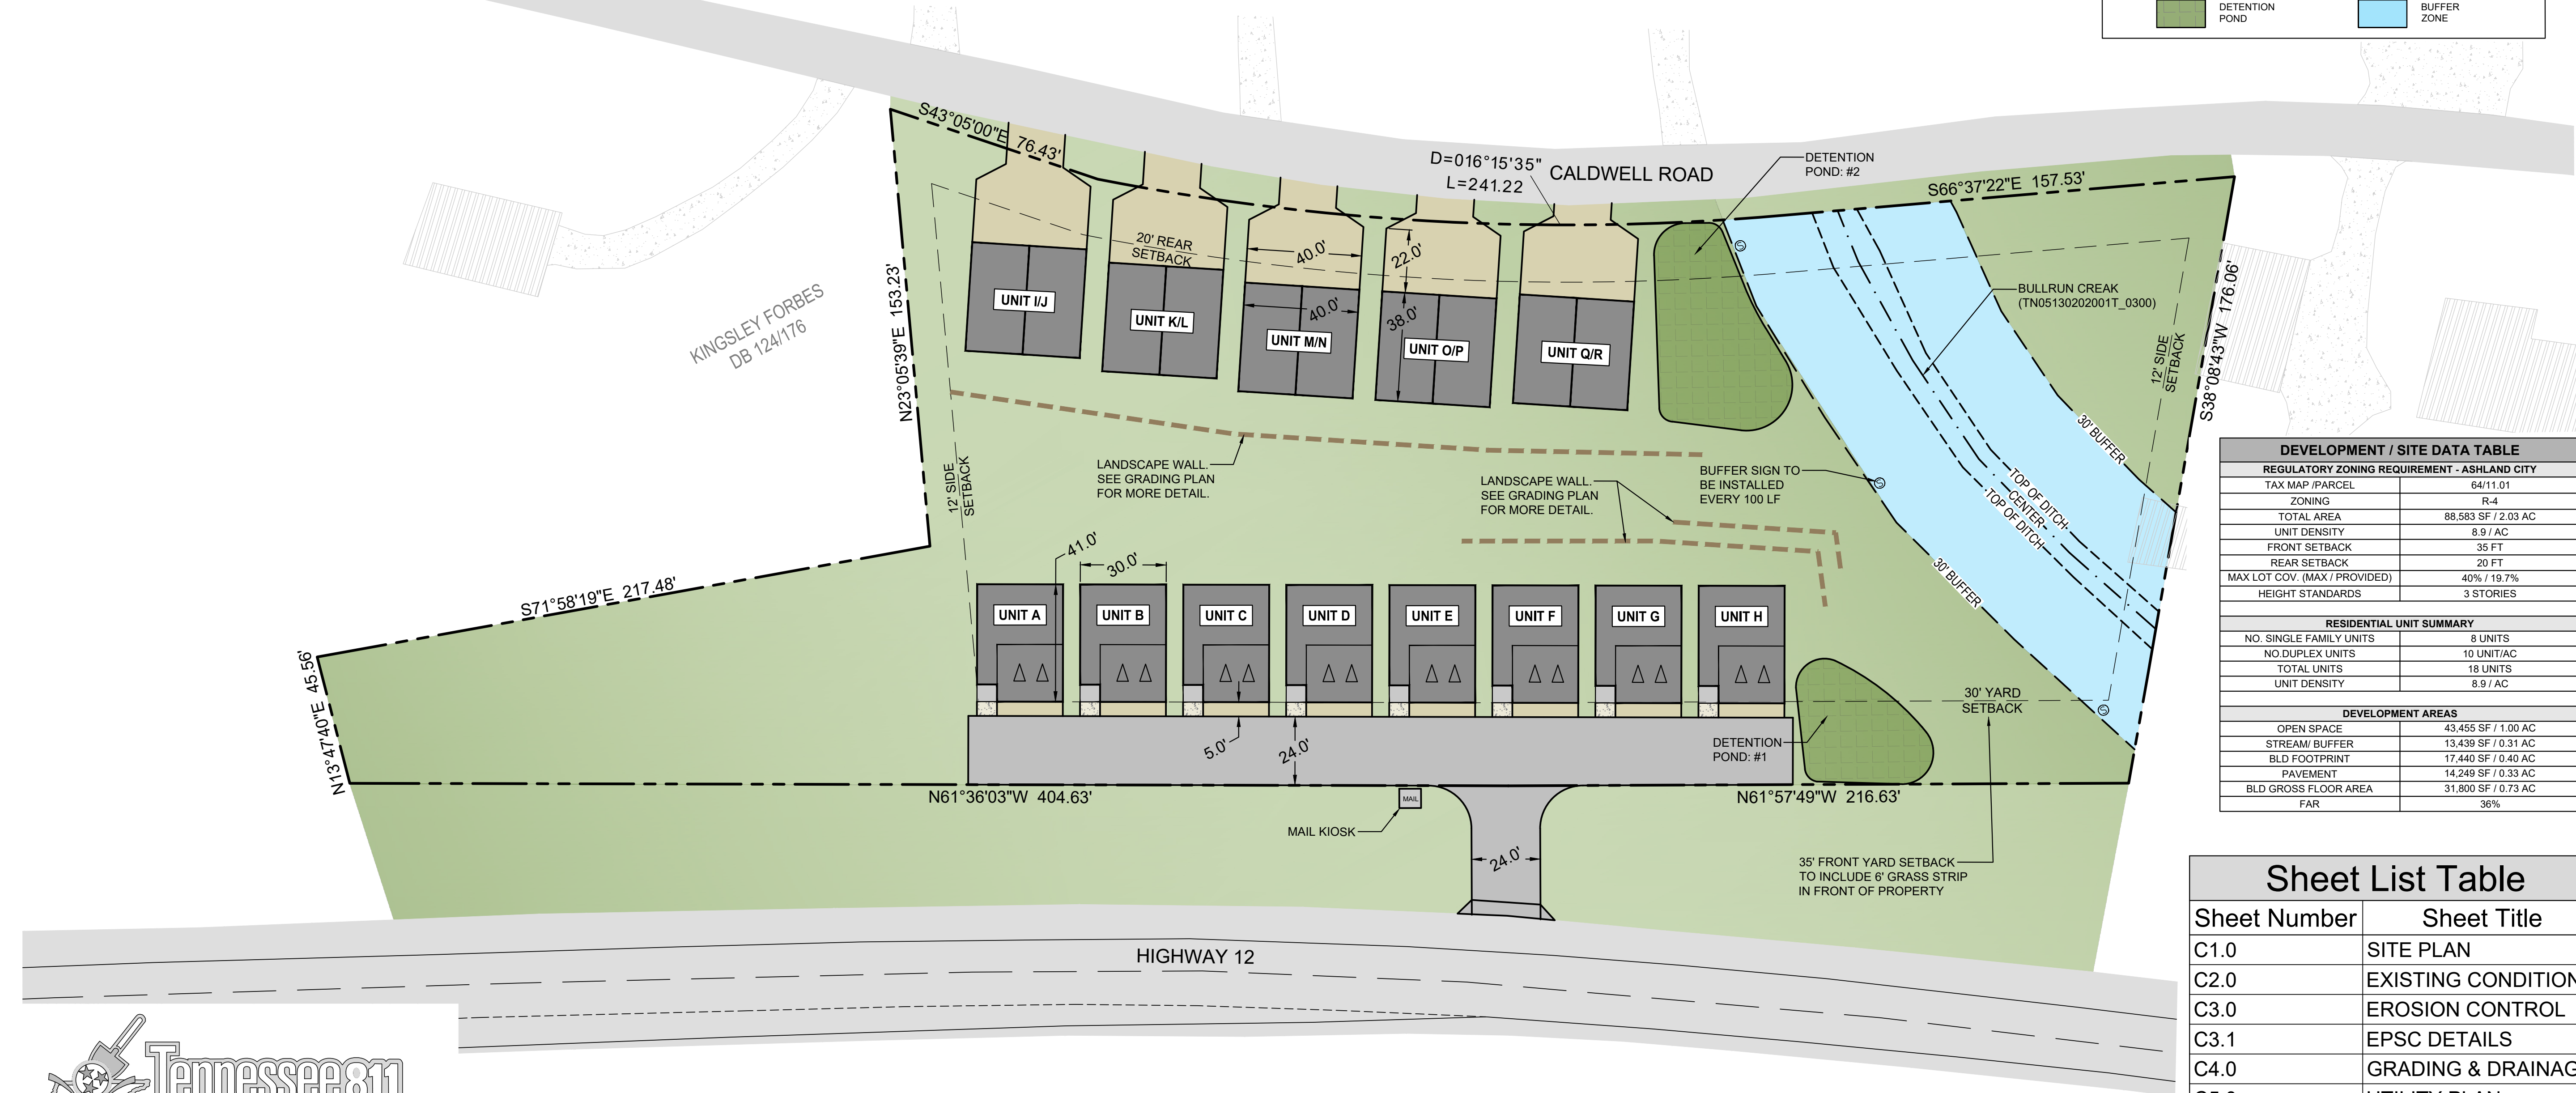 DETENTION
POND
BUFFER
ZONE
S43°05'00"E 76.43'
D=016°15'35"
L=241.22
CALDWELL ROAD
DETENTION
POND: #2
S66°37'22"E 157.53'
20' REAR
SETBACK
40.0'
22.0'
40.0'
38.0'
UNIT I/J
UNIT K/L
UNIT M/N
UNIT O/P
UNIT Q/R
KINGSLEY FORBES
DB 124/176
N23°05'39"E 153.23'
BULLRUN CREAK
(TN05130202001T_0300)
12' SIDE
SETBACK
S38°08'43"W 176.06'
30' BUFFER
LANDSCAPE WALL.
SEE GRADING PLAN
FOR MORE DETAIL.
12' SIDE
SETBACK
LANDSCAPE WALL.
SEE GRADING PLAN
FOR MORE DETAIL.
BUFFER SIGN TO
BE INSTALLED
EVERY 100 LF
TOP OF DITCH
CENTER
TOP OF DITCH
30' BUFFER
S71°58'19"E 217.48'
N13°47'40"E 45.56'
41.0'
30.0'
UNIT A
UNIT B
UNIT C
UNIT D
UNIT E
UNIT F
UNIT G
UNIT H
5.0'
24.0'
DETENTION
POND: #1
30' YARD
SETBACK
N61°36'03"W 404.63'
N61°57'49"W 216.63'
MAIL
MAIL KIOSK
24.0'
35' FRONT YARD SETBACK
TO INCLUDE 6' GRASS STRIP
IN FRONT OF PROPERTY
HIGHWAY 12
Tennessee811
DEVELOPMENT / SITE DATA TABLE
REGULATORY ZONING REQUIREMENT - ASHLAND CITY
TAX MAP /PARCEL 64/11.01
ZONING R-4
TOTAL AREA 88,583 SF / 2.03 AC
UNIT DENSITY 8.9 / AC
FRONT SETBACK 35 FT
REAR SETBACK 20 FT
MAX LOT COV. (MAX / PROVIDED) 40% / 19.7%
HEIGHT STANDARDS 3 STORIES
RESIDENTIAL UNIT SUMMARY
NO. SINGLE FAMILY UNITS 8 UNITS
NO.DUPLEX UNITS 10 UNIT/AC
TOTAL UNITS 18 UNITS
UNIT DENSITY 8.9 / AC
DEVELOPMENT AREAS
OPEN SPACE 43,455 SF / 1.00 AC
STREAM/ BUFFER 13,439 SF / 0.31 AC
BLD FOOTPRINT 17,440 SF / 0.40 AC
PAVEMENT 14,249 SF / 0.33 AC
BLD GROSS FLOOR AREA 31,800 SF / 0.73 AC
FAR 36%
Sheet List Table
Sheet Number Sheet Title
C1.0 SITE PLAN
C2.0 EXISTING CONDITION
C3.0 EROSION CONTROL
C3.1 EPSC DETAILS
C4.0 GRADING & DRAINAG